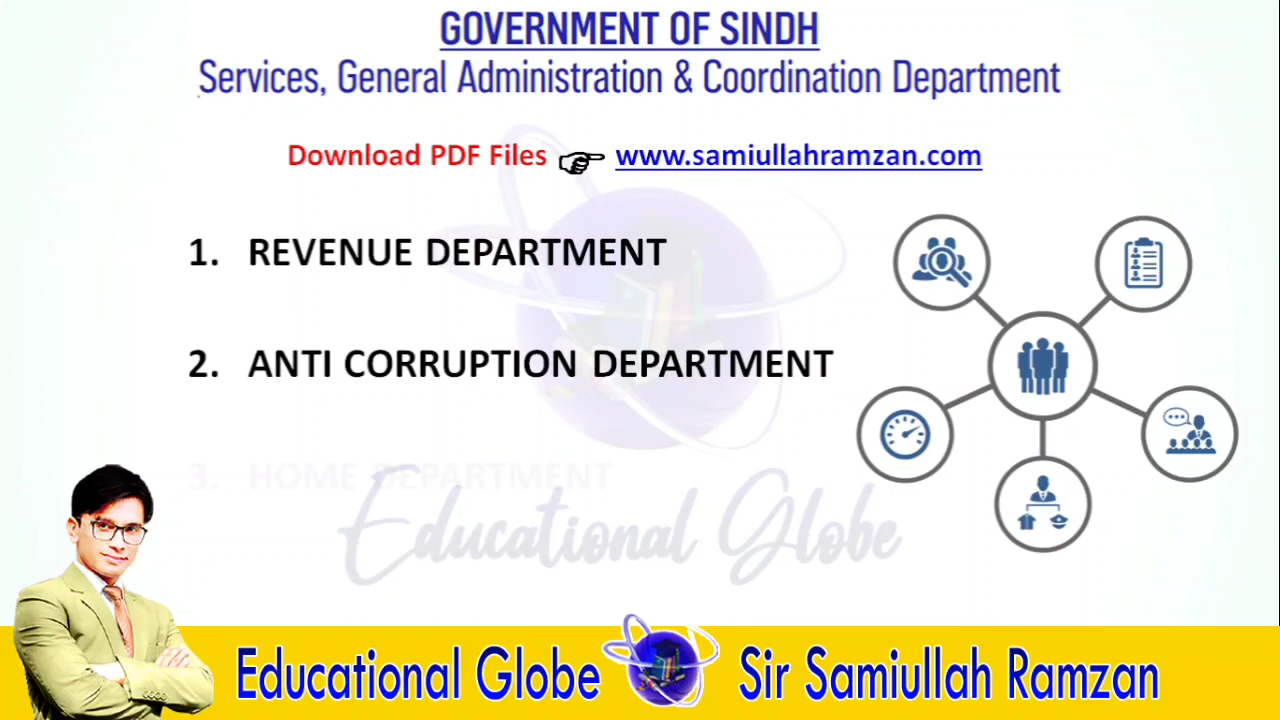 GOVERNMENT OF SINDH
Services, General Administration & Coordination Department
Download PDF Files www.samiullahramzan.com
1. REVENUE DEPARTMENT
2. ANTI CORRUPTION DEPARTMENT
3. HOME DEPARTMENT
Educational Globe
Educational Globe Sir Samiullah Ramzan